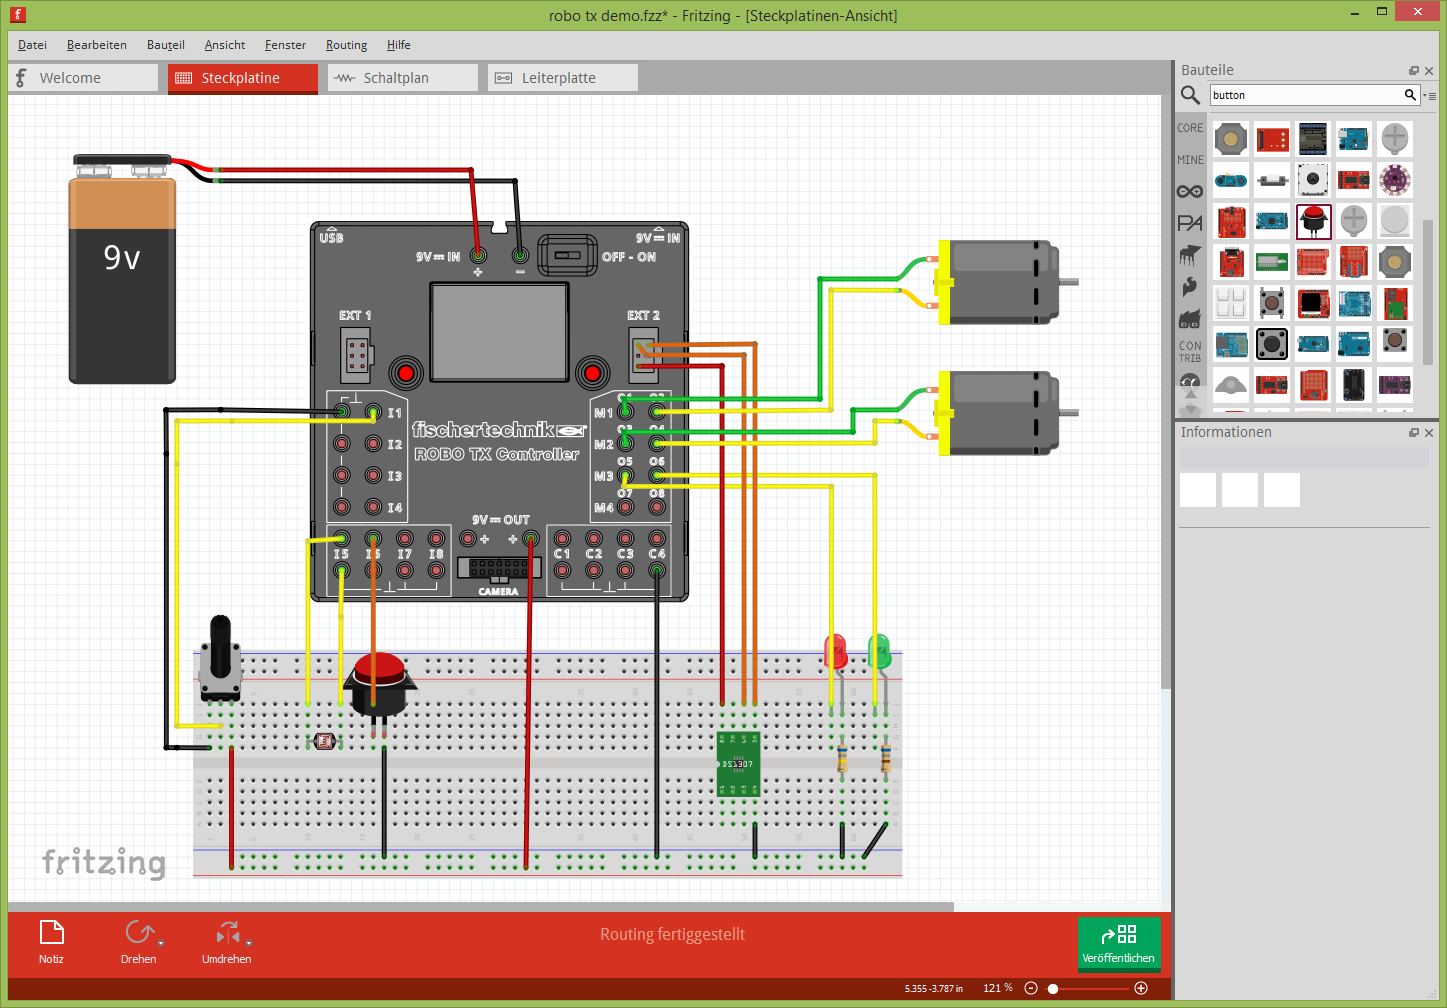 robo tx demo.fzz* - Fritzing - [Steckplatinen-Ansicht]
Datei Bearbeiten Bauteil Ansicht Fenster Routing Hilfe
Welcome
Steckplatine
Schaltplan
Leiterplatte
Bauteile
button
CORE
MINE
PA
CON
TRIB
Informationen
9v
USB
9V IN
9V IN
+
-
OFF - ON
EXT 1
EXT 2
I1
I2
I3
I4
fischertechnik
ROBO TX Controller
M1
M2
M3
M4
O5 O6
O7 O8
9V OUT
+ +
I5 I6 I7 I8
C1 C2 C3 C4
CAMERA
DS1307
fritzing
Notiz
Drehen
Umdrehen
Routing fertiggestellt
Veröffentlichen
5.355 -3.787 in
121 %